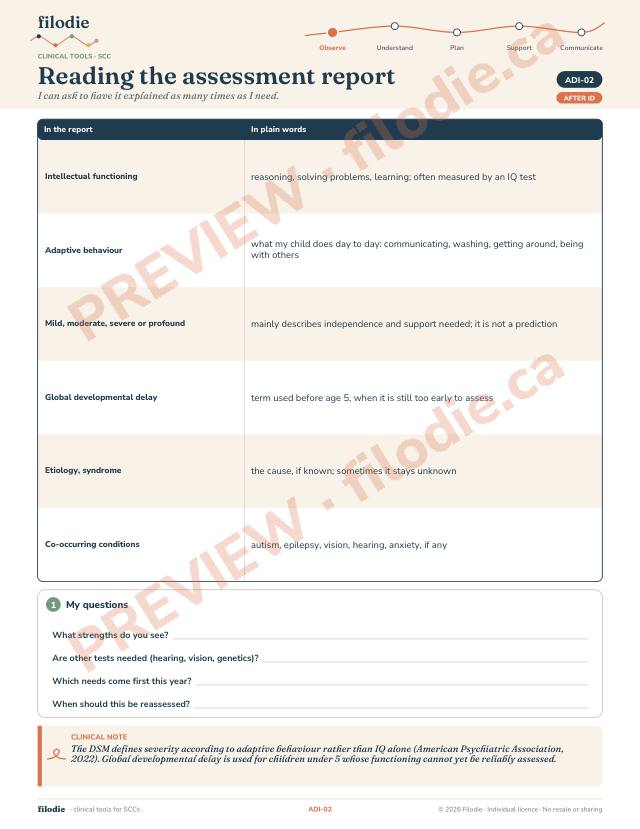 filodie
CLINICAL TOOLS · SCC
Observe Understand Plan Support Communicate
Reading the assessment report
I can ask to have it explained as many times as I need.
ADI-02
AFTER ID
In the report In plain words
Intellectual functioning reasoning, solving problems, learning; often measured by an IQ test
Adaptive behaviour what my child does day to day: communicating, washing, getting around, being
with others
Mild, moderate, severe or profound mainly describes independence and support needed; it is not a prediction
Global developmental delay term used before age 5, when it is still too early to assess
Etiology, syndrome the cause, if known; sometimes it stays unknown
Co-occurring conditions autism, epilepsy, vision, hearing, anxiety, if any
1 My questions
What strengths do you see?
Are other tests needed (hearing, vision, genetics)?
Which needs come first this year?
When should this be reassessed?
CLINICAL NOTE
The DSM defines severity according to adaptive behaviour rather than IQ alone (American Psychiatric Association,
2022). Global developmental delay is used for children under 5 whose functioning cannot yet be reliably assessed.
filodie · clinical tools for SCCs ADI-02 © 2026 Filodie · Individual licence · No resale or sharing
PREVIEW · filodie.ca
PREVIEW · filodie.ca